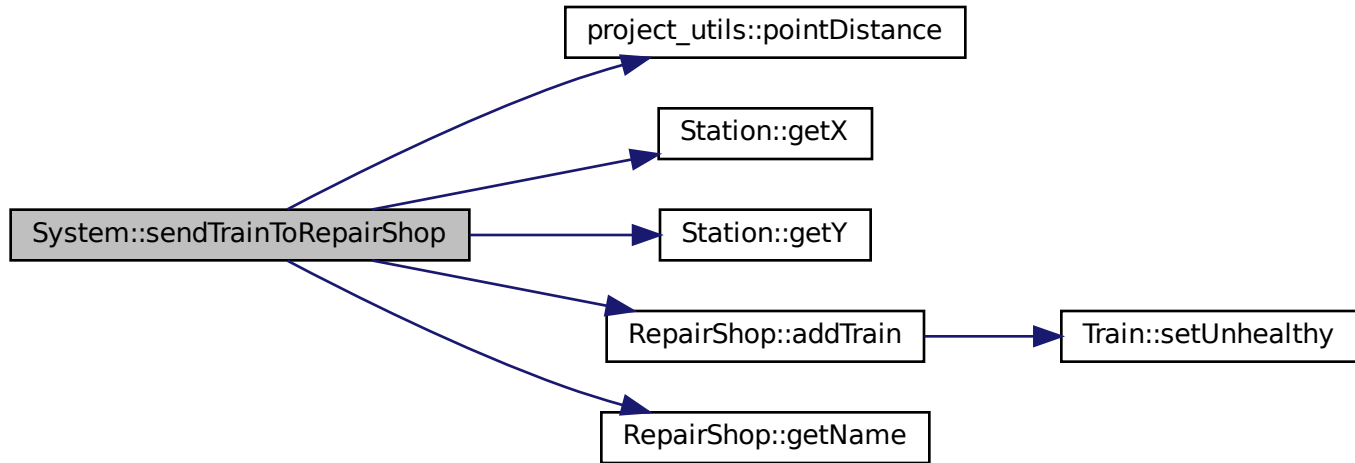 project_utils::pointDistance
Station::getX
System::sendTrainToRepairShop
Station::getY
RepairShop::addTrain
Train::setUnhealthy
RepairShop::getName